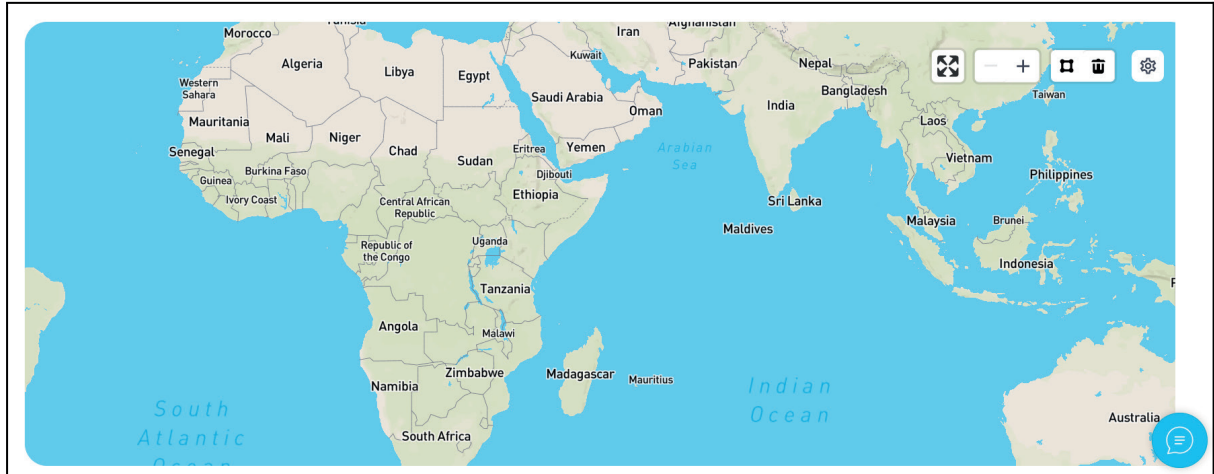 Tunisia
Afghanistan
Morocco
Iran
Algeria
Kuwait
Pakistan
Nepal
Libya
Egypt
Western
Sahara
Bangladesh
Saudi Arabia
Taiwan
India
Oman
Mauritania
Laos
Mali
Niger
Senegal
Chad
Eritrea
Yemen
Arabian
Sea
Sudan
Vietnam
Burkina Faso
Djibouti
Philippines
Guinea
Ethiopia
Ivory Coast
Central African
Republic
Sri Lanka
Malaysia
Brunei
Maldives
Uganda
Republic of
the Congo
Indonesia
Tanzania
Angola
Malawi
Zimbabwe
Madagascar
Mauritius
Namibia
Indian
Ocean
South
Atlantic
Ocean
Australia
South Africa